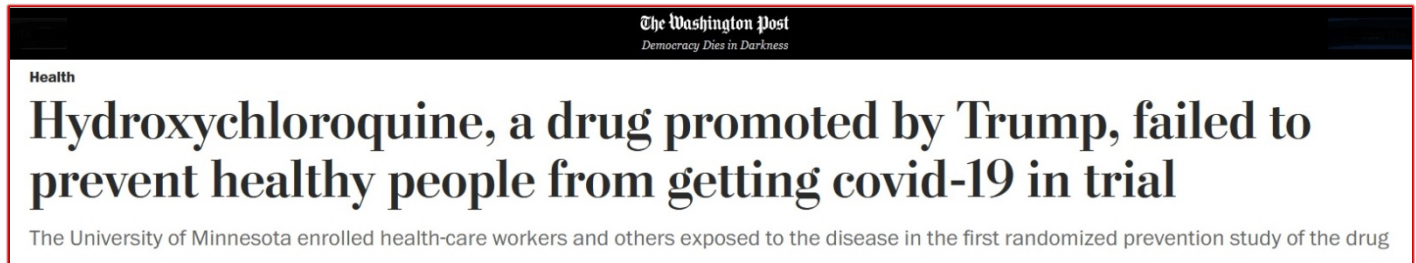 The Washington Post
Democracy Dies in Darkness
Health
Hydroxychloroquine, a drug promoted by Trump, failed to
prevent healthy people from getting covid-19 in trial
The University of Minnesota enrolled health-care workers and others exposed to the disease in the first randomized prevention study of the drug